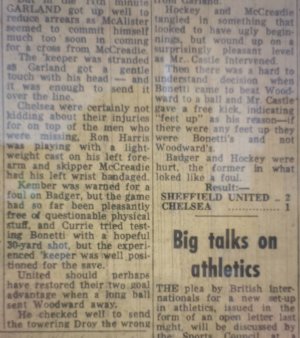 But in the 11th minute
GARLAND got up well to
reduce arrears as McAlister
seemed to commit himself
much too soon in coming
for a cross from McCreadie.
The 'keeper was stranded
as Garland got a gentle
touch with his head — and
it was enough to send it
over the line.
Chelsea were certainly not
kidding about their injuries
for on top of the men who
were missing, Ron Harris
was playing with a light-
weight cast on his left fore-
arm and skipper McCreadie
had his left wrist bandaged.
Kember was warned for a
foul on Badger, but the game
had so far been pleasantly
free of questionable physical
stuff, and Currie tried test-
ing Bonetti with a hopeful
30-yard shot, but the experi-
enced 'keeper was well posi-
tioned for the save.
United should perhaps
have restored their two goal
advantage when a long ball
sent Woodward away.
He checked well to send
the towering Droy the wrong
from Garland.
Hockey and McCreadie
tangled in something that
looked to have ugly begin-
nings, but wound up on a
surprisingly pleasant level
as Mr. Castle intervened.
Then there was a hard to
understand decision when
Bonetti came to beat Wood-
ward to a ball and Mr. Castle
gave a free kick, indicating
"feet up" as his reason—if
there were any feet up they
were Bonetti's and not
Woodward's.
Badger and Hockey were
hurt, the former in what
looked like a foul.
Result:—
SHEFFIELD UNITED .. 2
CHELSEA ............ 1
Big talks on
athletics
THE plea by British inter-
nationals for a new set-up
in athletics, issued in the
form of an open letter last
night, will be discussed by
the Sports Council at a